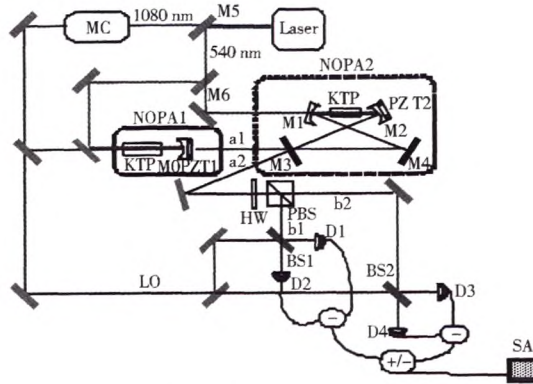 MC
1080 nm
M5
Laser
540 nm
NOPA2
M6
KTP
PZ T2
M1
M2
NOPA1
a1
KTP
M0PZT1
a2
M3
M4
HW
PBS
b2
b1
D1
BS1
D2
BS2
D3
LO
D4
−
−
+/−
SA